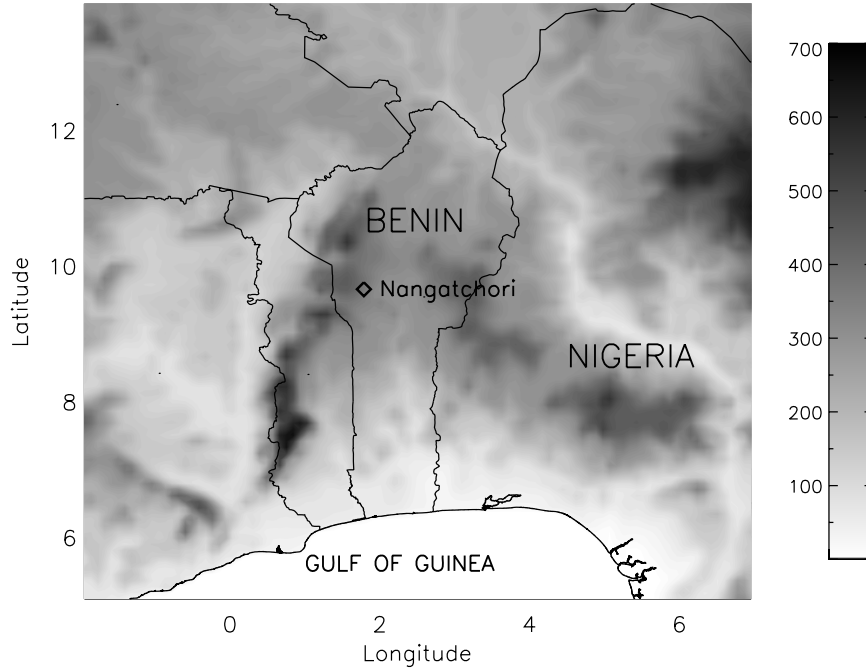 700
600
12
500
BENIN
400
10
Nangatchori
Latitude
300
NIGERIA
8
200
100
6
GULF OF GUINEA
0 2 4 6
Longitude